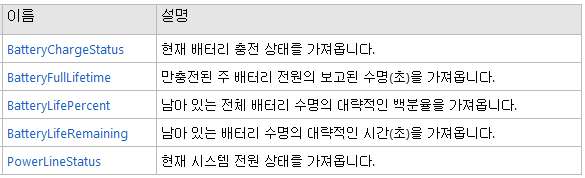 이름 설명
BatteryChargeStatus 현재 배터리 충전 상태를 가져옵니다.
BatteryFullLifetime 만충전된 주 배터리 전원의 보고된 수명(초)을 가져옵니다.
BatteryLifePercent 남아 있는 전체 배터리 수명의 대략적인 백분율을 가져옵니다.
BatteryLifeRemaining 남아 있는 배터리 수명의 대략적인 시간(초)을 가져옵니다.
PowerLineStatus 현재 시스템 전원 상태를 가져옵니다.